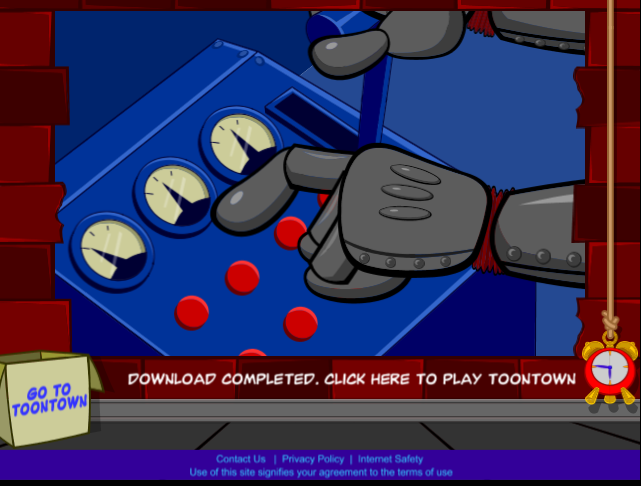 DOWNLOAD COMPLETED. CLICK HERE TO PLAY TOONTOWN
GO TO
TOONTOWN
Contact Us | Privacy Policy | Internet Safety
Use of this site signifies your agreement to the terms of use